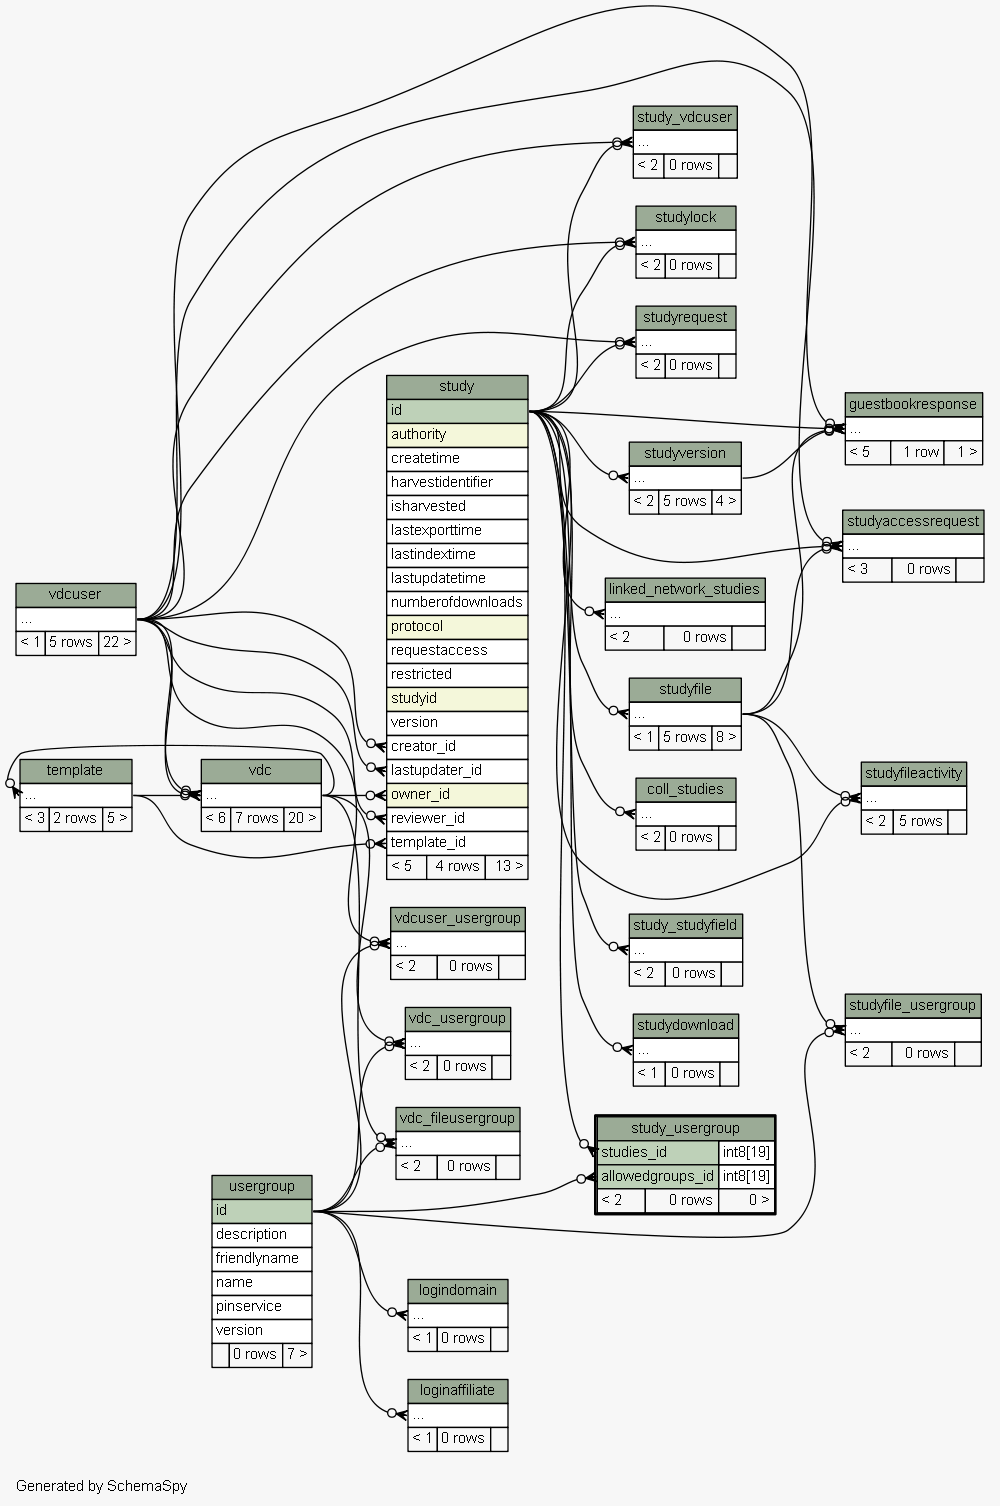 study_vdcuser
...
< 2 0 rows
studylock
...
< 2 0 rows
studyrequest
...
< 2 0 rows
study
id
authority
createtime
harvestidentifier
isharvested
lastexporttime
lastindextime
lastupdatetime
numberofdownloads
protocol
requestaccess
restricted
studyid
version
creator_id
lastupdater_id
owner_id
reviewer_id
template_id
< 5 4 rows 13 >
guestbookresponse
...
< 5 1 row 1 >
studyversion
...
< 2 5 rows 4 >
studyaccessrequest
...
< 3 0 rows
vdcuser
...
< 1 5 rows 22 >
linked_network_studies
...
< 2 0 rows
studyfile
...
< 1 5 rows 8 >
template
...
< 3 2 rows 5 >
vdc
...
< 6 7 rows 20 >
coll_studies
...
< 2 0 rows
studyfileactivity
...
< 2 5 rows
vdcuser_usergroup
...
< 2 0 rows
study_studyfield
...
< 2 0 rows
vdc_usergroup
...
< 2 0 rows
studydownload
...
< 1 0 rows
studyfile_usergroup
...
< 2 0 rows
vdc_fileusergroup
...
< 2 0 rows
study_usergroup
studies_id int8[19]
allowedgroups_id int8[19]
< 2 0 rows 0 >
usergroup
id
description
friendlyname
name
pinservice
version
0 rows 7 >
logindomain
...
< 1 0 rows
loginaffiliate
...
< 1 0 rows
Generated by SchemaSpy